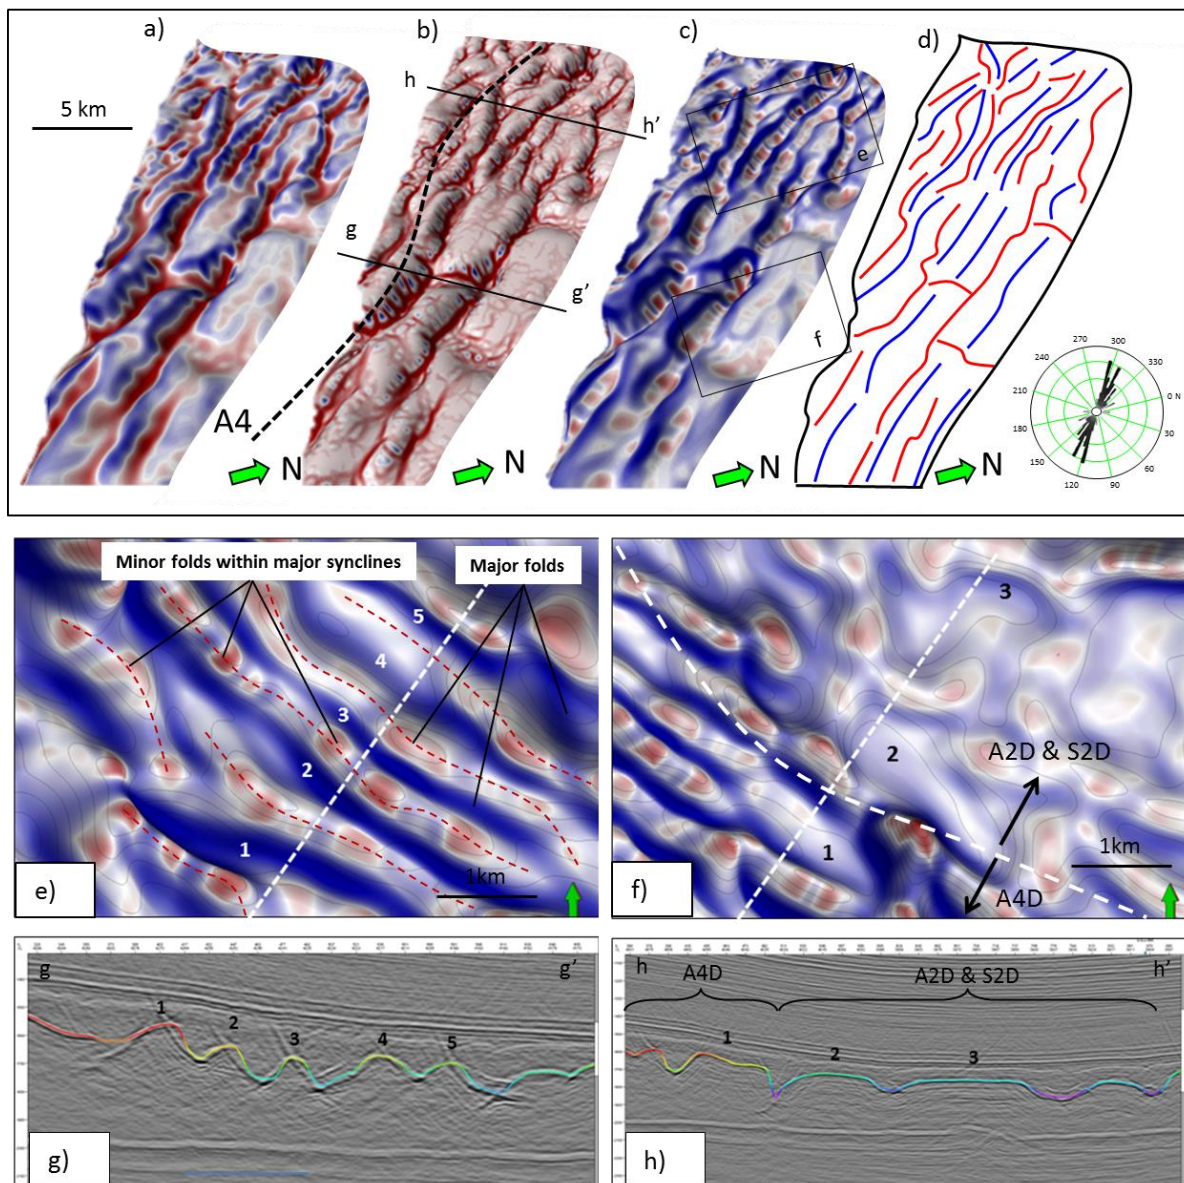 a)
b)
c)
d)
5 km
h
h’
g
g’
A4
e
f
N
N
N
N
270
300
240
330
210
0 N
180
30
150
60
120
90
Minor folds within major synclines
Major folds
5
4
3
2
1
1km
e)
3
2
1
A2D & S2D
A4D
1km
f)
g
g’
1
2
3
4
5
g)
h
h’
A4D
A2D & S2D
1
2
3
h)